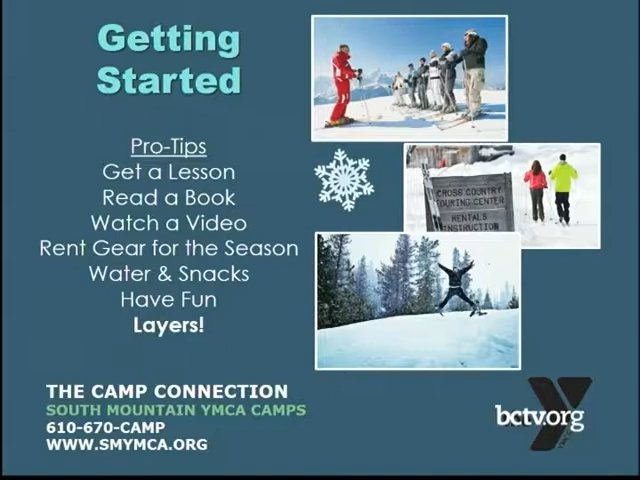 Getting
Started
Pro-Tips
Get a Lesson
Read a Book
Watch a Video
Rent Gear for the Season
Water & Snacks
Have Fun
Layers!
CROSS COUNTRY
TOURING CENTER
RENTALS
INSTRUCTION
THE CAMP CONNECTION
SOUTH MOUNTAIN YMCA CAMPS
610-670-CAMP
WWW.SMYMCA.ORG
bctv.org